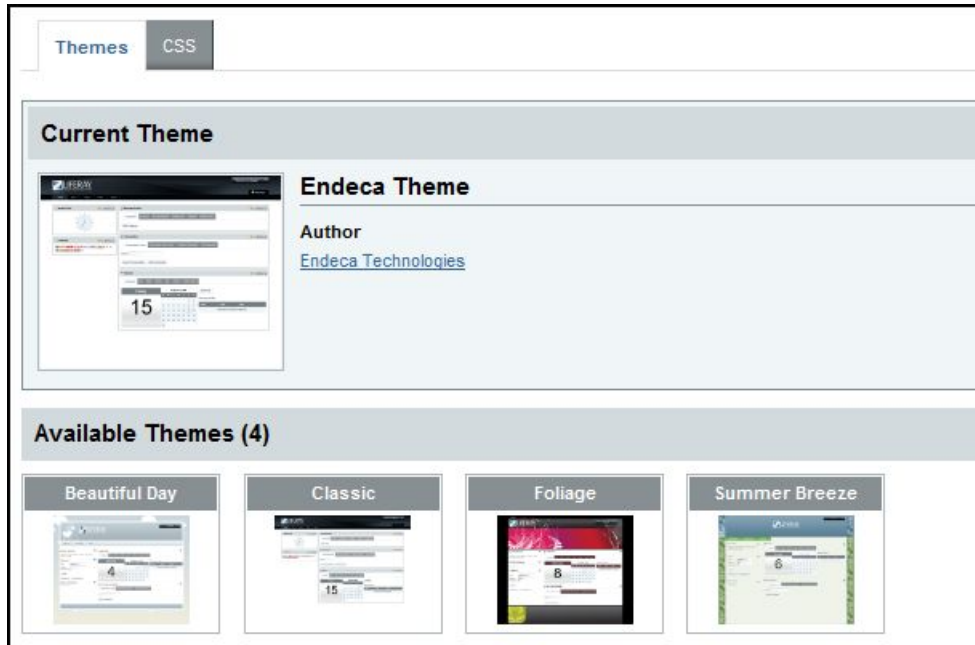 Themes
CSS
Current Theme
LIFERAY
15
Endeca Theme
Author
Endeca Technologies
Available Themes (4)
Beautiful Day
Classic
Foliage
Summer Breeze
4
15
8
6